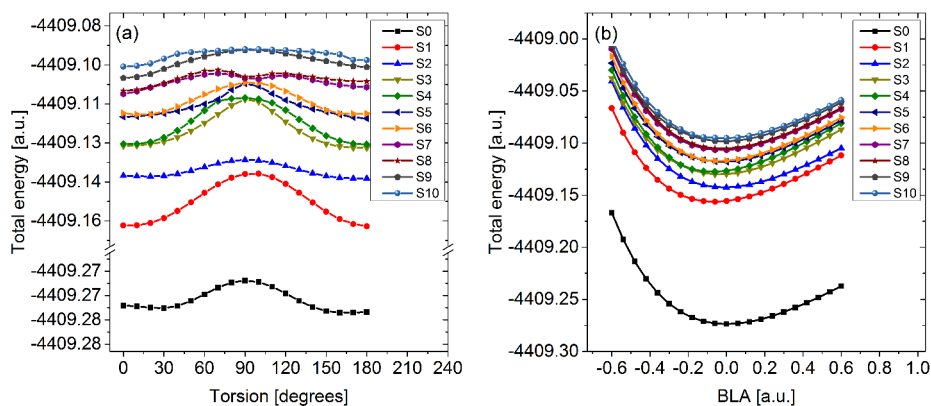 (a)
Total energy [a.u.]
-4409.08
-4409.10
-4409.11
-4409.13
-4409.14
-4409.16
-4409.27
-4409.27
-4409.28
-4409.28
0 30 60 90 120 150 180 210 240
Torsion [degrees]
S0
S1
S2
S3
S4
S5
S6
S7
S8
S9
S10
(b)
Total energy [a.u.]
-4409.00
-4409.05
-4409.10
-4409.15
-4409.20
-4409.25
-4409.30
-0.6 -0.4 -0.2 0.0 0.2 0.4 0.6 0.8 1.0
BLA [a.u.]
S0
S1
S2
S3
S4
S5
S6
S7
S8
S9
S10